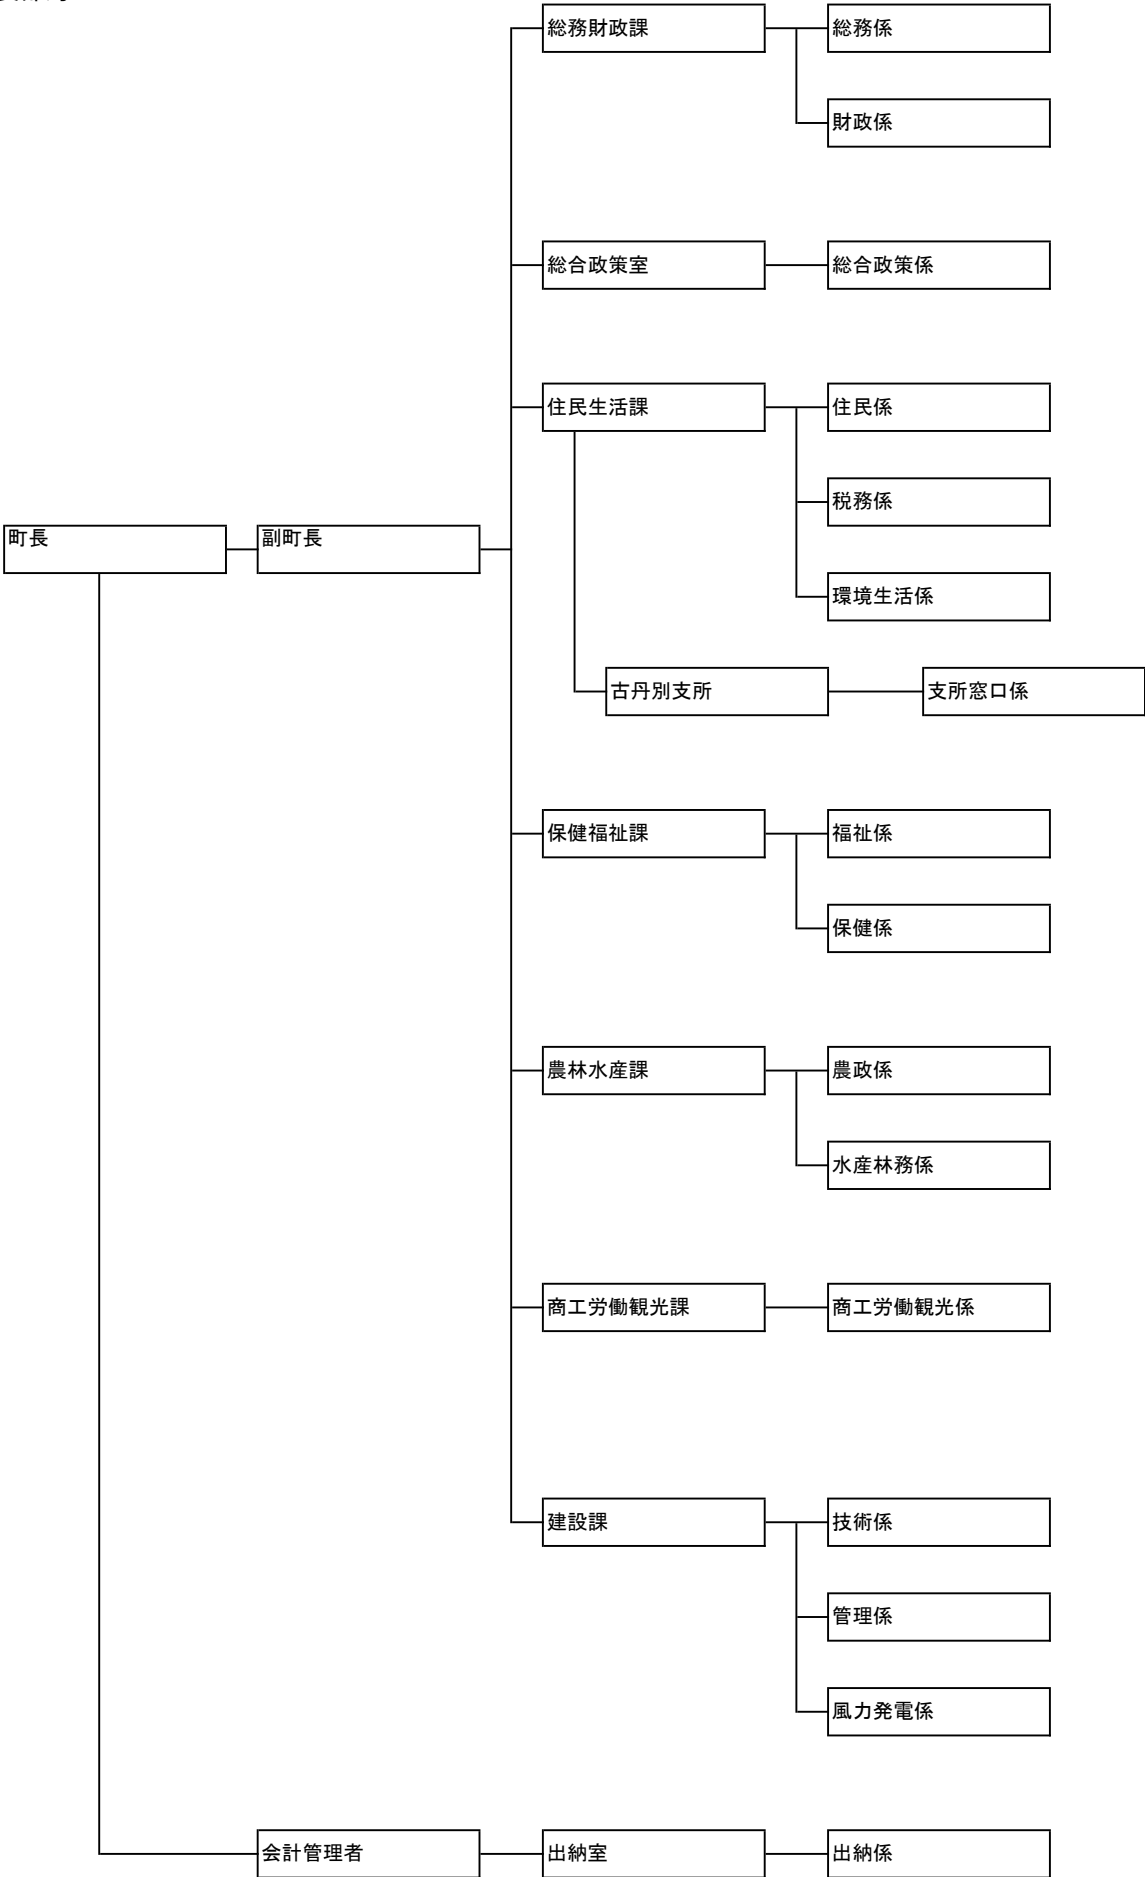 総務財政課
総務係
財政係
総合政策室
総合政策係
住民生活課
住民係
税務係
町長
副町長
環境生活係
古丹別支所
支所窓口係
保健福祉課
福祉係
保健係
農林水産課
農政係
水産林務係
商工労働観光課
商工労働観光係
建設課
技術係
管理係
風力発電係
会計管理者
出納室
出納係